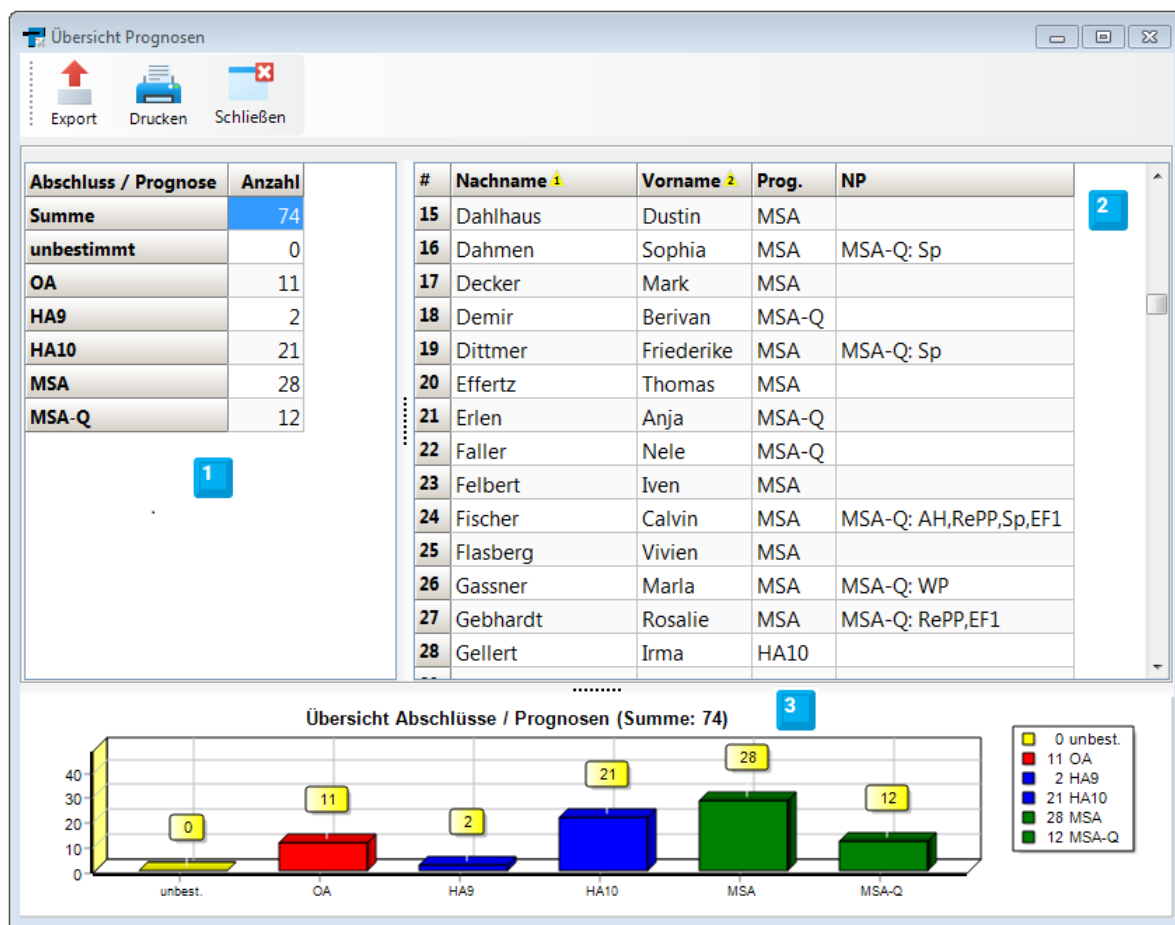 Übersicht Prognosen
Export Drucken Schließen
Abschluss / Prognose Anzahl
Summe 74
unbestimmt 0
OA 11
HA9 2
HA10 21
MSA 28
MSA-Q 12
1
# Nachname 1 Vorname 2 Prog. NP
2
15 Dahlhaus Dustin MSA
16 Dahmen Sophia MSA MSA-Q: Sp
17 Decker Mark MSA
18 Demir Berivan MSA-Q
19 Dittmer Friederike MSA MSA-Q: Sp
20 Effertz Thomas MSA
21 Erlen Anja MSA-Q
22 Faller Nele MSA-Q
23 Felbert Iven MSA
24 Fischer Calvin MSA MSA-Q: AH,RePP,Sp,EF1
25 Flasberg Vivien MSA
26 Gassner Marla MSA MSA-Q: WP
27 Gebhardt Rosalie MSA MSA-Q: RePP,EF1
28 Gellert Irma HA10
3
Übersicht Abschlüsse / Prognosen (Summe: 74)
40
30
20
10
0
0 11 2 21 28 12
unbest. OA HA9 HA10 MSA MSA-Q
0 unbest.
11 OA
2 HA9
21 HA10
28 MSA
12 MSA-Q